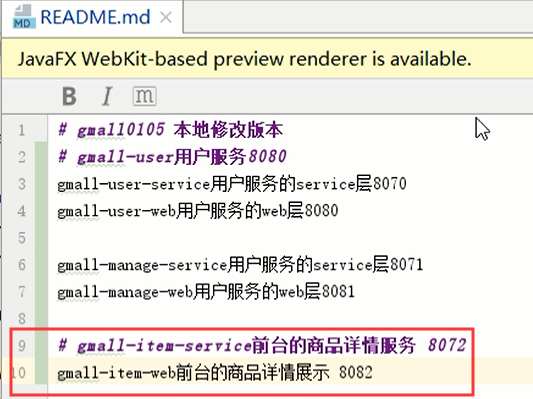 MD README.md
JavaFX WebKit-based preview renderer is available.
B I m
1 # gmall0105 本地修改版本
2 # gmall-user用户服务8080
3 gmall-user-service用户服务的service层8070
4 gmall-user-web用户服务的web层8080
5
6 gmall-manage-service用户服务的service层8071
7 gmall-manage-web用户服务的web层8081
8
9 # gmall-item-service前台的商品详情服务 8072
10 gmall-item-web前台的商品详情展示 8082